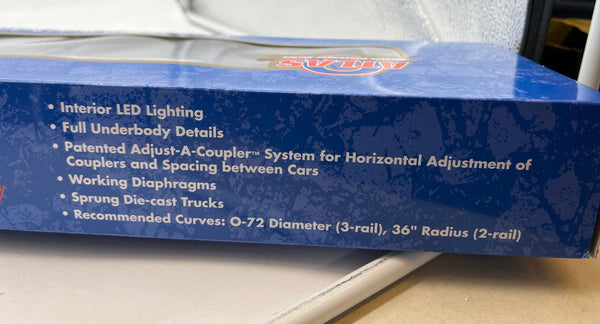 ATLAS
• Interior LED Lighting
• Full Underbody Details
• Patented Adjust-A-Coupler™ System for Horizontal Adjustment of
Couplers and Spacing between Cars
• Working Diaphragms
• Sprung Die-cast Trucks
• Recommended Curves: O-72 Diameter (3-rail), 36" Radius (2-rail)